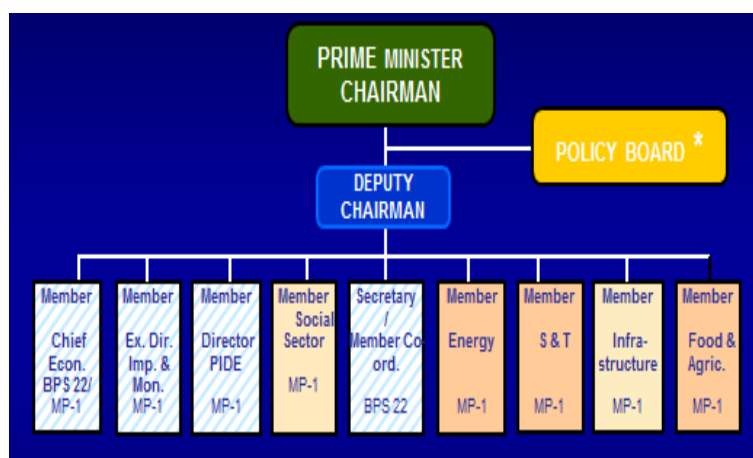 PRIME MINISTER
CHAIRMAN
POLICY BOARD *
DEPUTY
CHAIRMAN
Member
Chief
Econ.
BPS 22/
MP-1
Member
Ex. Dir.
Imp. &
Mon.
MP-1
Member
Director
PIDE
MP-1
Member
Social
Sector
MP-1
Secretary
/
Member Co-
ord.
BPS 22
Member
Energy
MP-1
Member
S & T
MP-1
Member
Infra-
structure
MP-1
Member
Food &
Agric.
MP-1